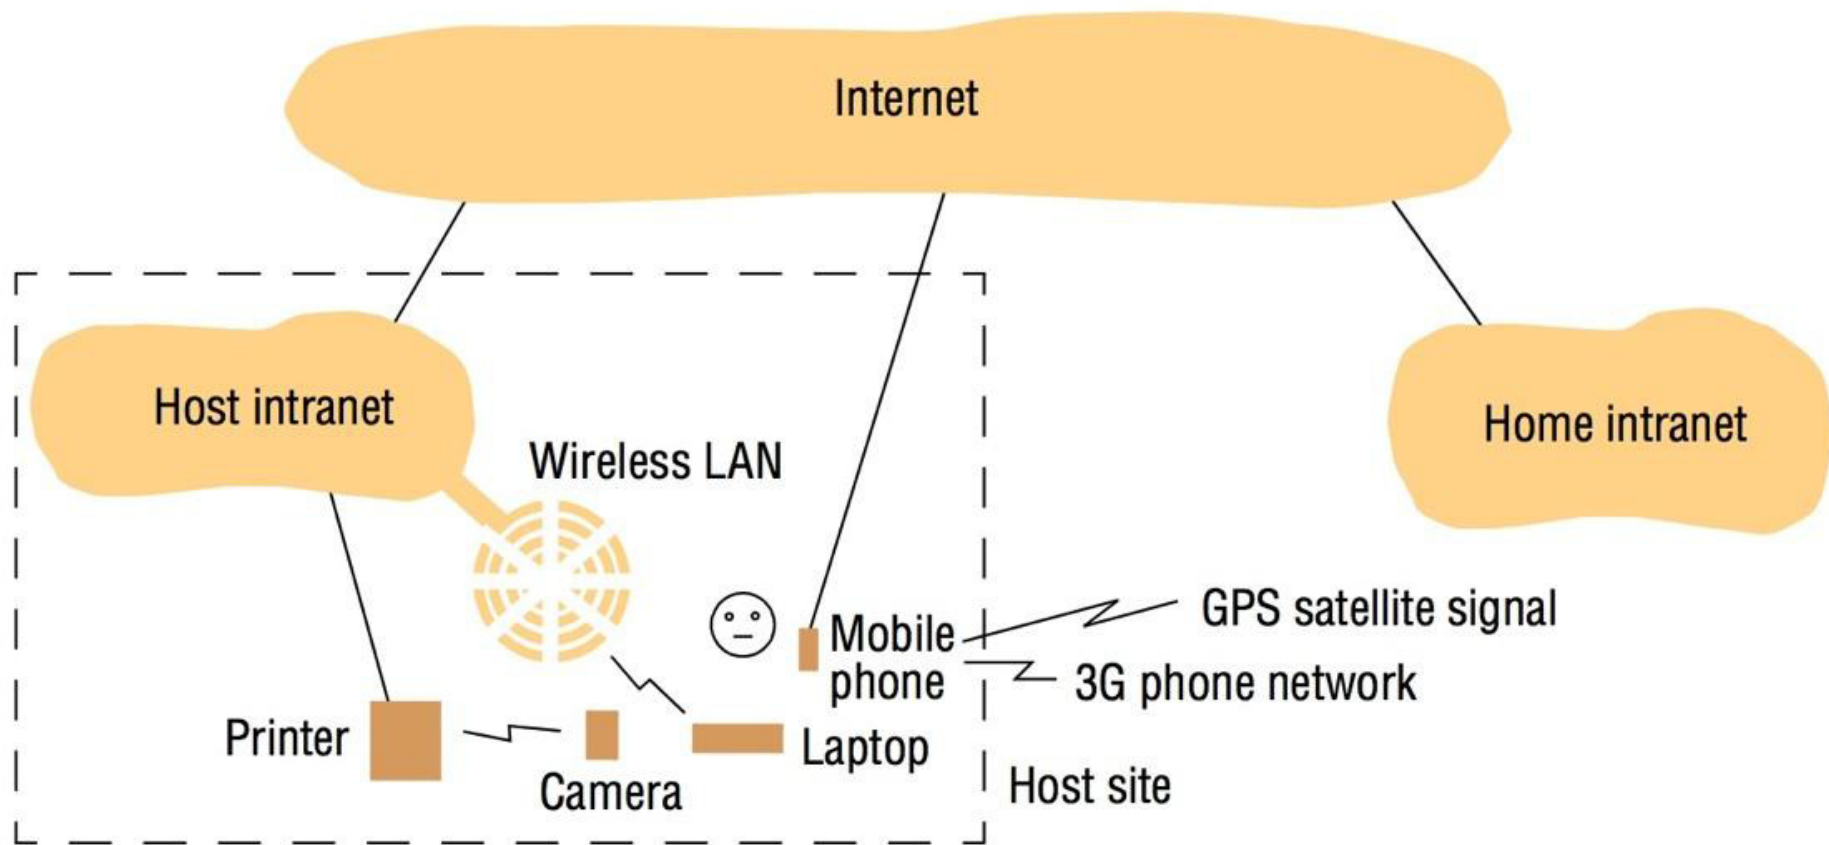 Internet
Host intranet
Wireless LAN
Home intranet
Mobile
phone
GPS satellite signal
3G phone network
Printer
Camera
Laptop
Host site